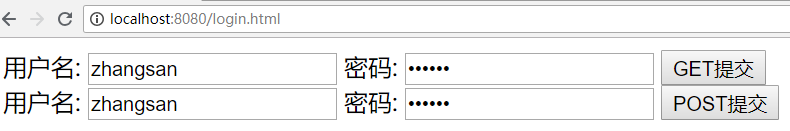 localhost:8080/login.html
用户名: zhangsan 密码: •••••• GET提交
用户名: zhangsan 密码: •••••• POST提交